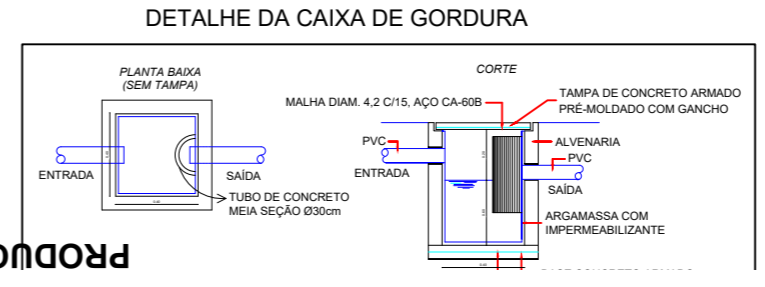 DETALHE DA CAIXA DE GORDURA
PLANTA BAIXA
(SEM TAMPA)
ENTRADA
SAÍDA
TUBO DE CONCRETO
MEIA SEÇÃO Ø30cm
CORTE
MALHA DIAM. 4,2 C/15, AÇO CA-60B
TAMPA DE CONCRETO ARMADO
PRÉ-MOLDADO COM GANCHO
PVC
ALVENARIA
PVC
ENTRADA
SAÍDA
ARGAMASSA COM
IMPERMEABILIZANTE